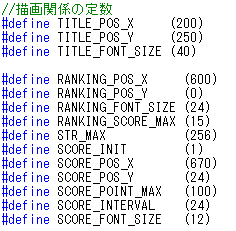 //描画関係の定数
#define TITLE_POS_X (200)
#define TITLE_POS_Y (250)
#define TITLE_FONT_SIZE (40)
#define RANKING_POS_X (600)
#define RANKING_POS_Y (0)
#define RANKING_FONT_SIZE (24)
#define RANKING_SCORE_MAX (15)
#define STR_MAX (256)
#define SCORE_INIT (1)
#define SCORE_POS_X (670)
#define SCORE_POS_Y (24)
#define SCORE_POINT_MAX (100)
#define SCORE_INTERVAL (24)
#define SCORE_FONT_SIZE (12)